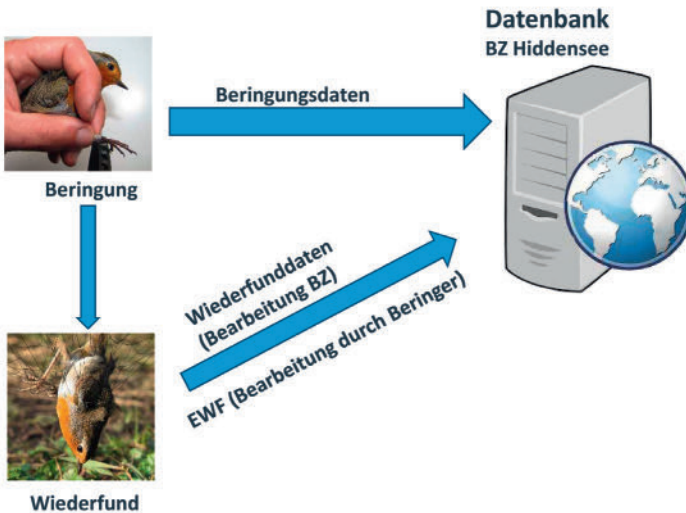 Datenbank
BZ Hiddensee
Beringungsdaten
Beringung
Wiederfunddaten
(Bearbeitung BZ)
EWF (Bearbeitung durch Beringer)
Wiederfund